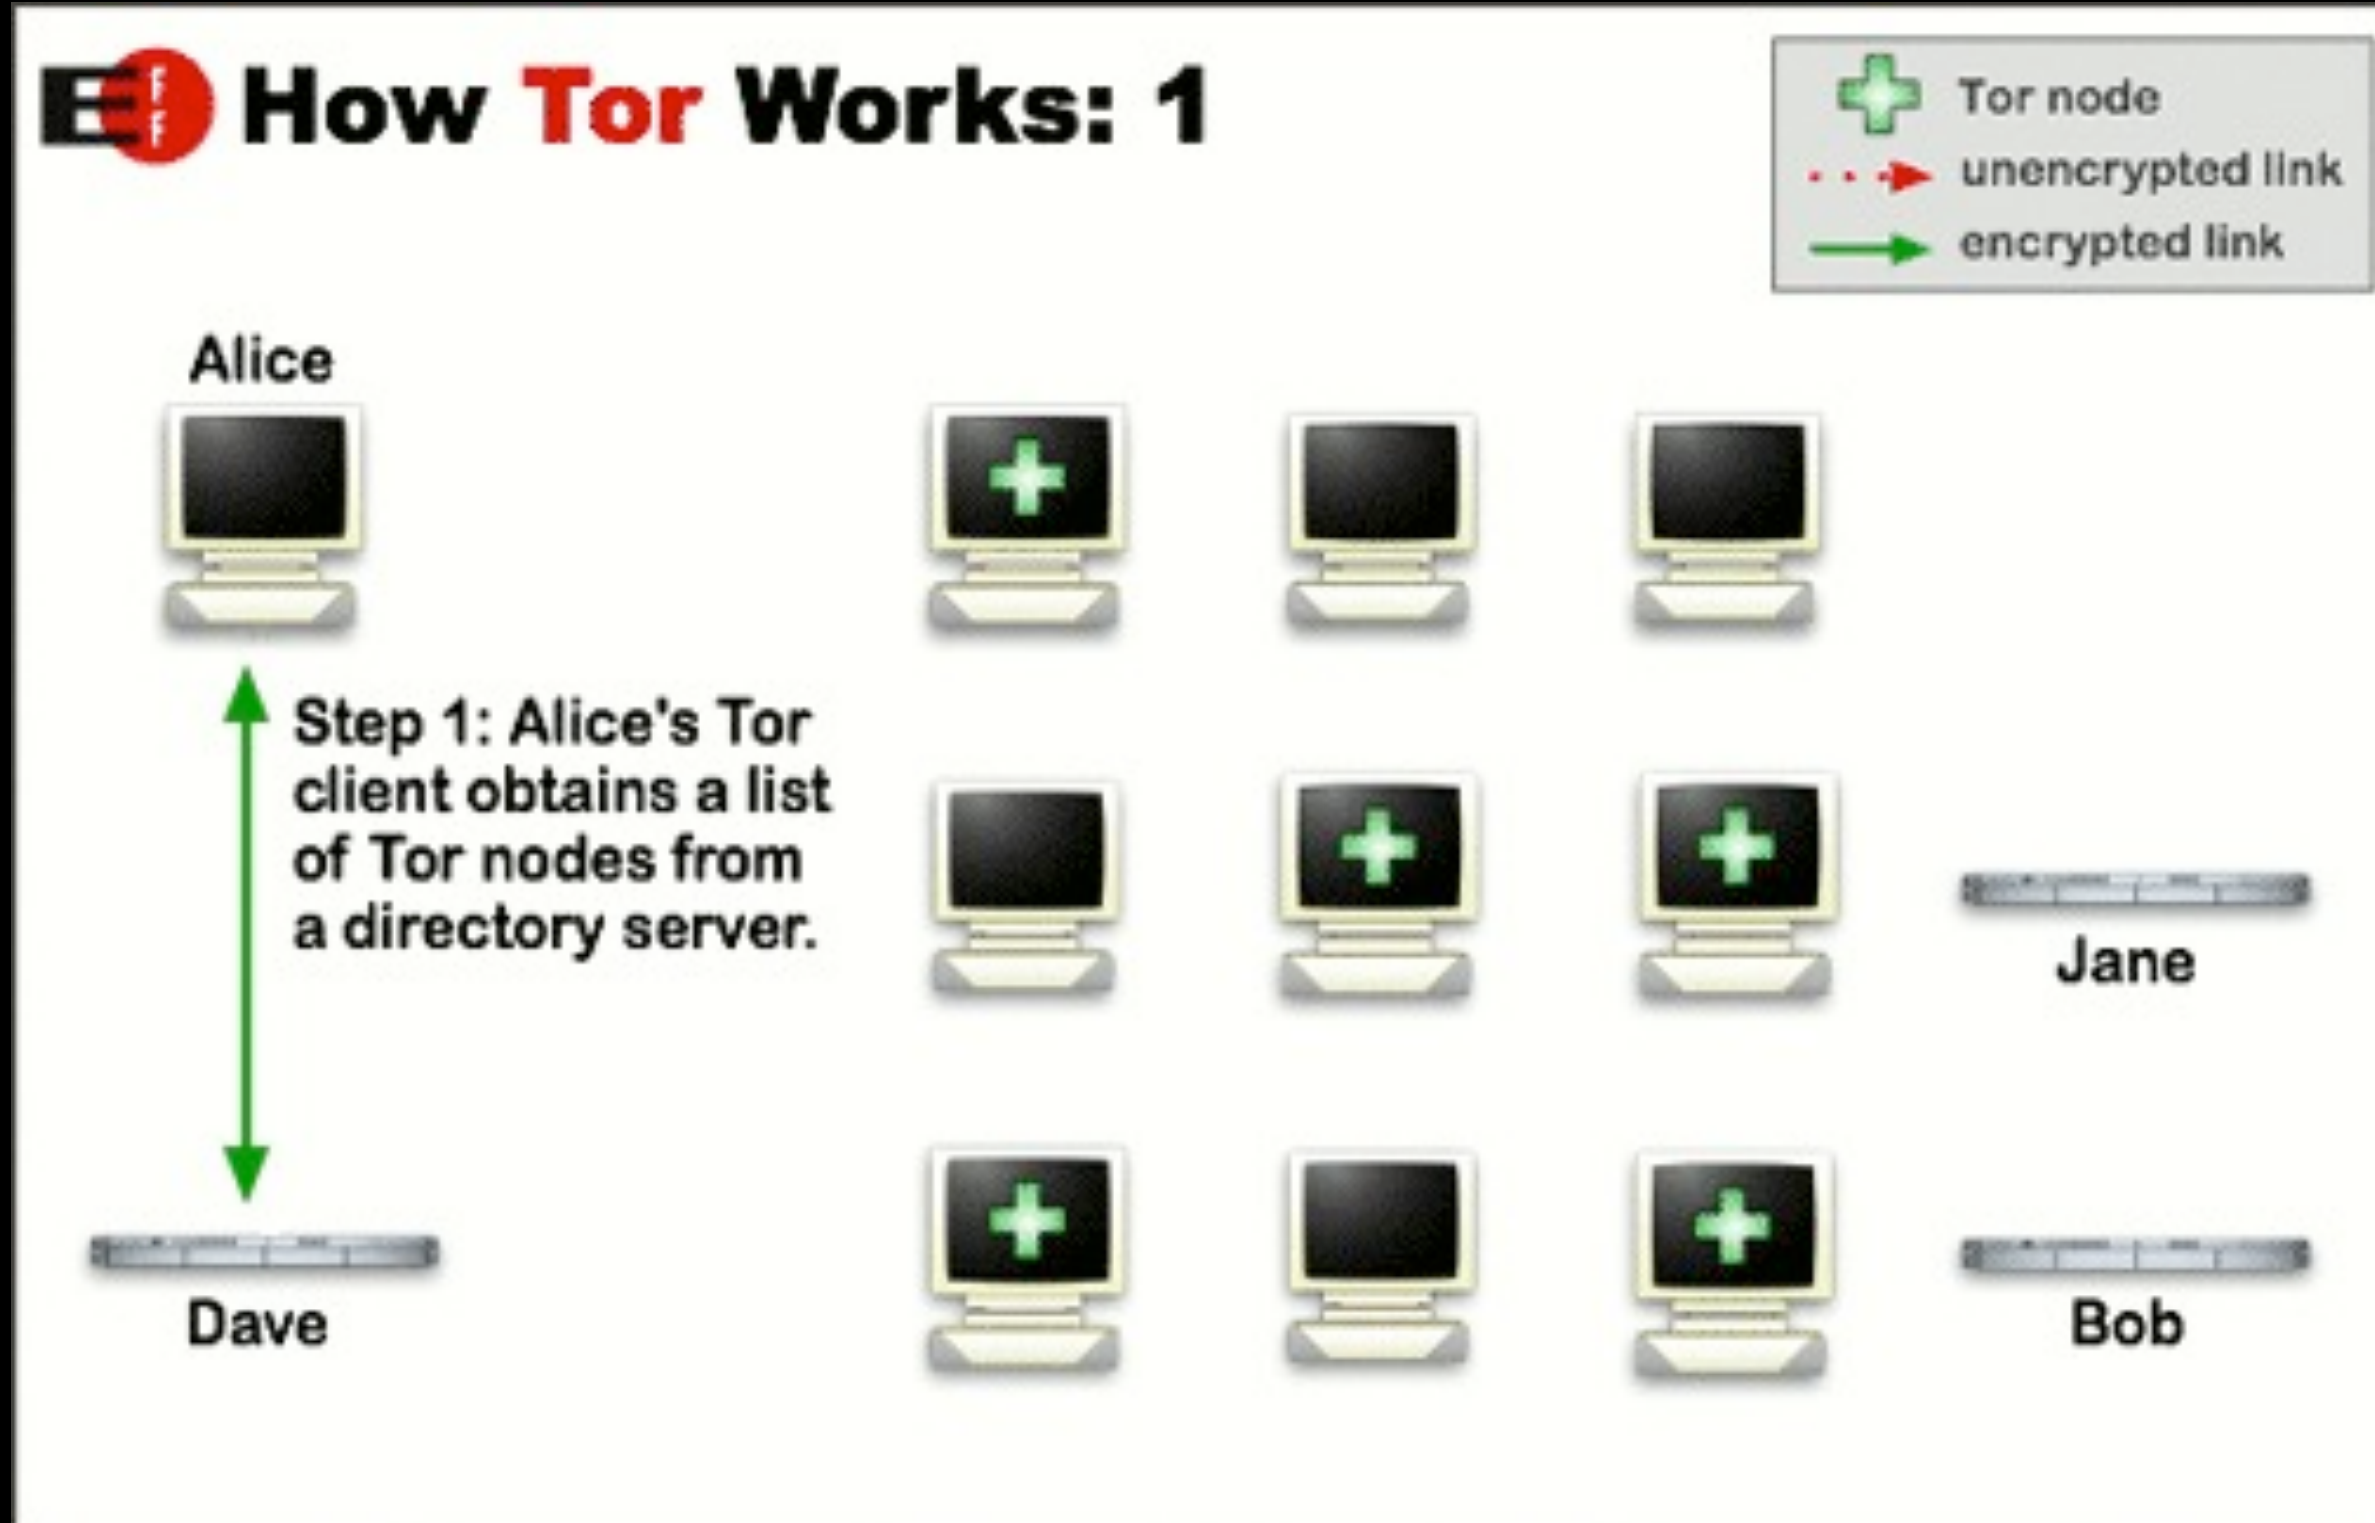 EFF How Tor Works: 1
Tor node
unencrypted link
encrypted link
Alice
Step 1: Alice's Tor
client obtains a list
of Tor nodes from
a directory server.
Jane
Dave
Bob